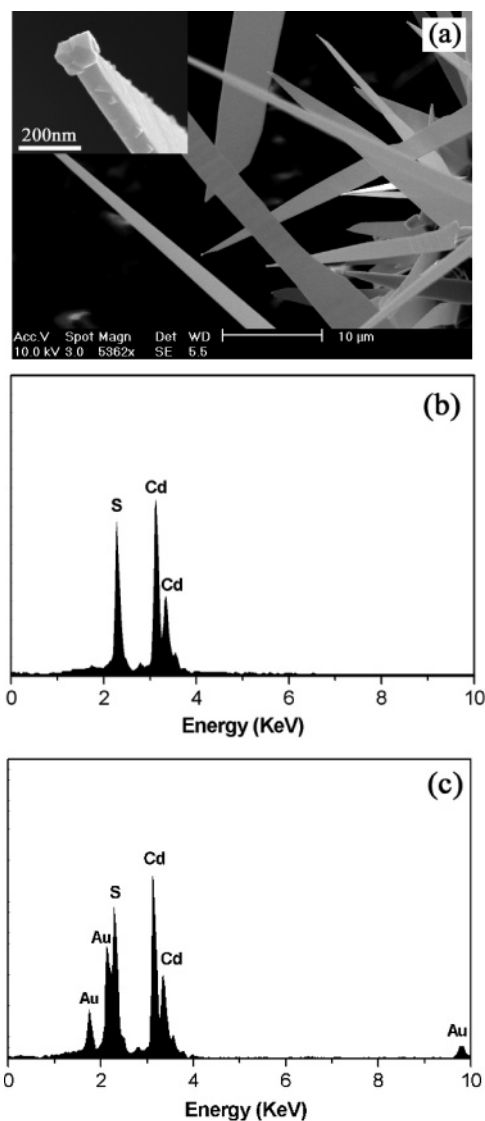 (a)
200nm
Acc.V Spot Magn Det WD 10 µm
10.0 kV 3.0 5362x SE 5.5
(b)
S
Cd
Cd
0 2 4 6 8 10
Energy (KeV)
(c)
Cd
S
Au
Cd
Au
Au
0 2 4 6 8 10
Energy (KeV)